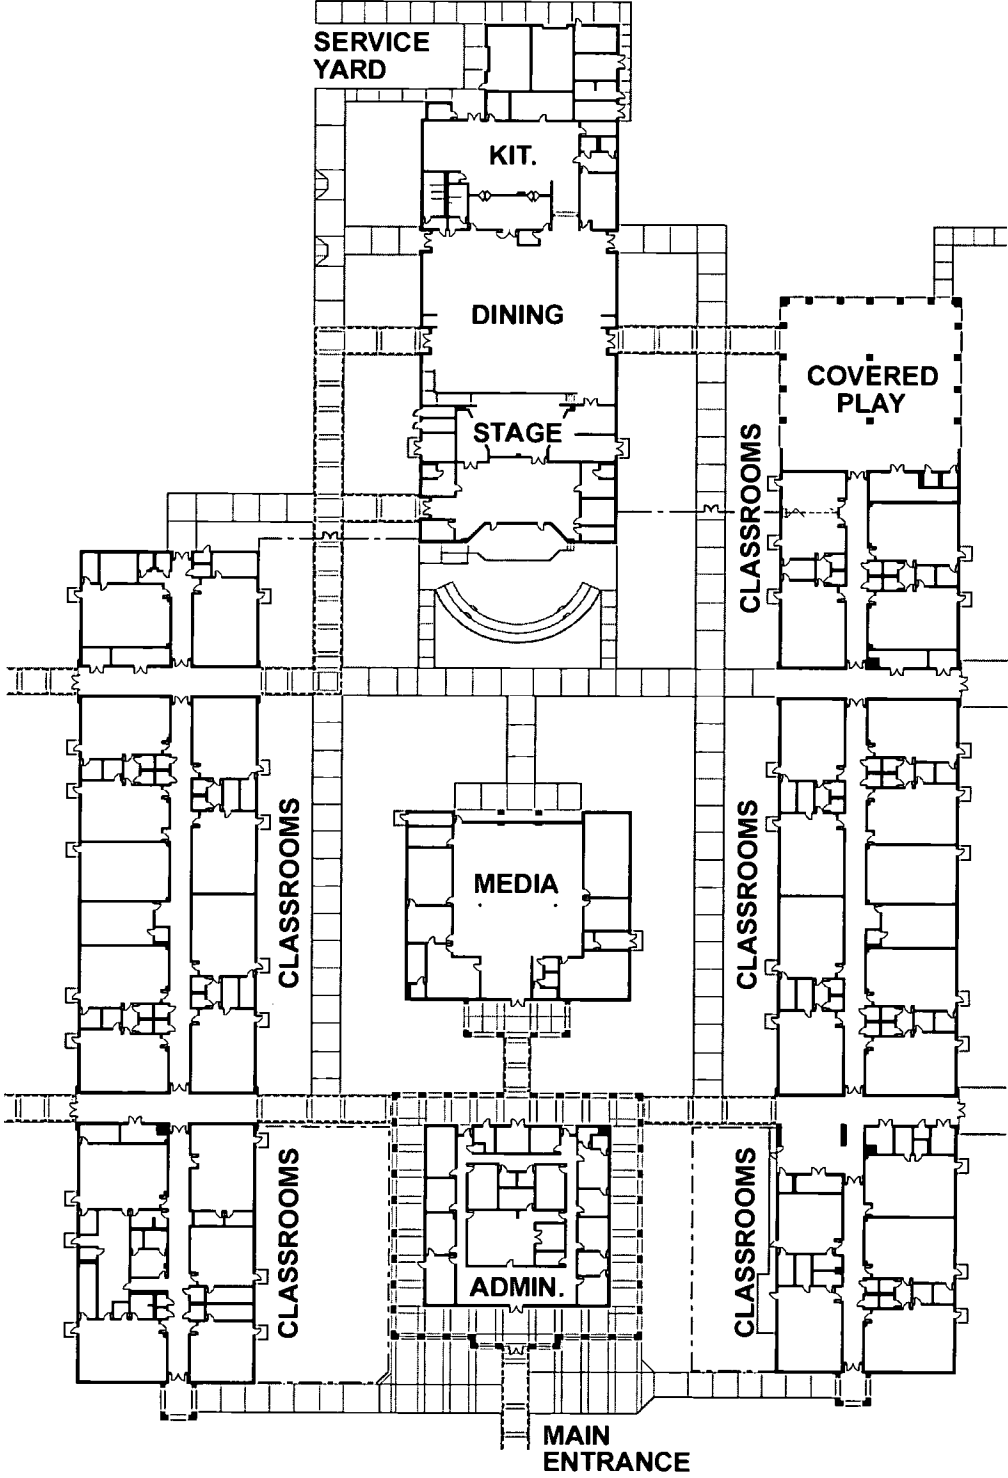 SERVICE
YARD
KIT.
DINING
COVERED
PLAY
STAGE
CLASSROOMS
MEDIA
CLASSROOMS
CLASSROOMS
CLASSROOMS
CLASSROOMS
ADMIN.
MAIN
ENTRANCE